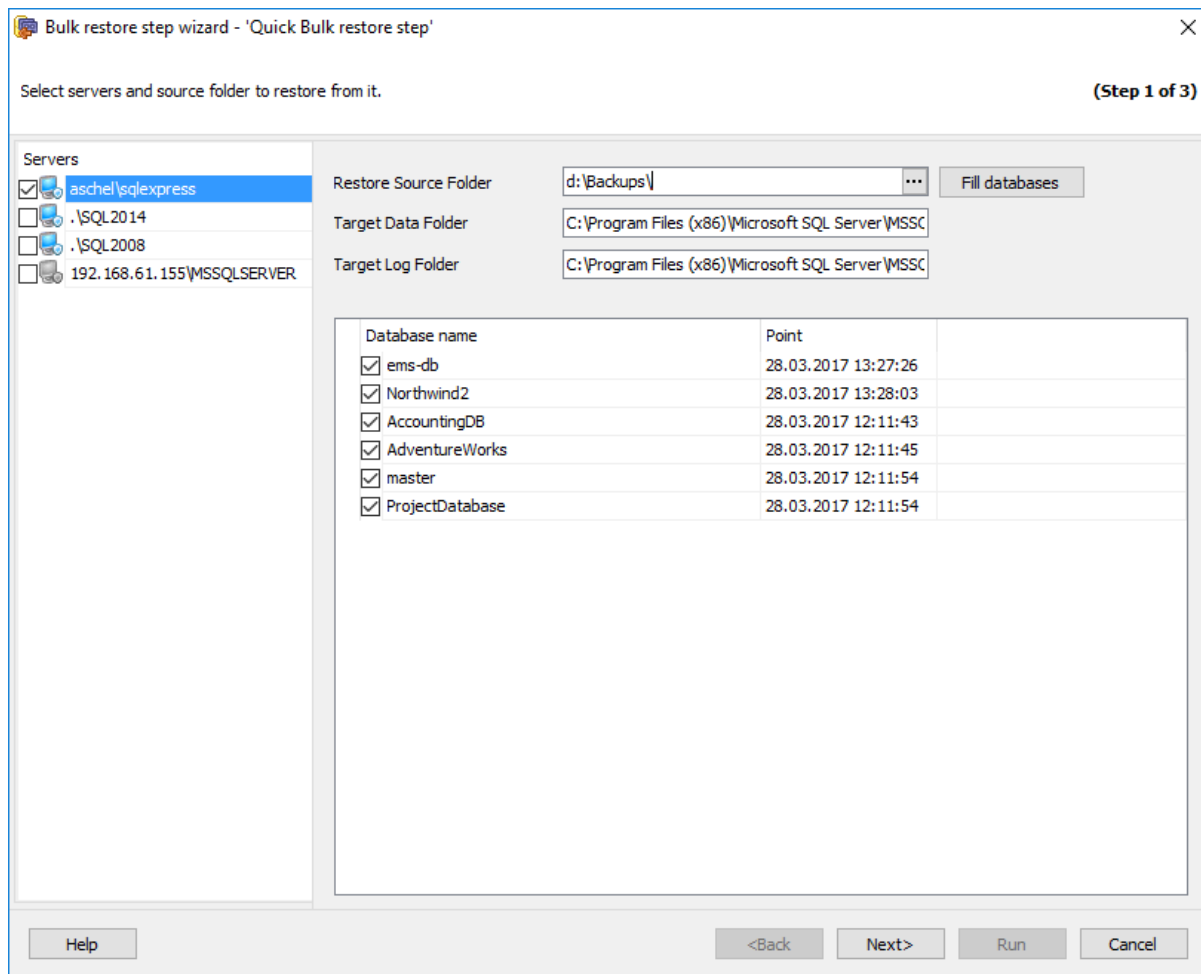 Bulk restore step wizard - 'Quick Bulk restore step'
Select servers and source folder to restore from it.
(Step 1 of 3)
Servers
aschel\sqlexpress
.\SQL2014
.\SQL2008
192.168.61.155\MSSQLSERVER
Restore Source Folder
d:\Backups\
...
Fill databases
Target Data Folder
C:\Program Files (x86)\Microsoft SQL Server\MSSC
Target Log Folder
C:\Program Files (x86)\Microsoft SQL Server\MSSC
Database name Point
ems-db 28.03.2017 13:27:26
Northwind2 28.03.2017 13:28:03
AccountingDB 28.03.2017 12:11:43
AdventureWorks 28.03.2017 12:11:45
master 28.03.2017 12:11:54
ProjectDatabase 28.03.2017 12:11:54
Help <Back Next> Run Cancel